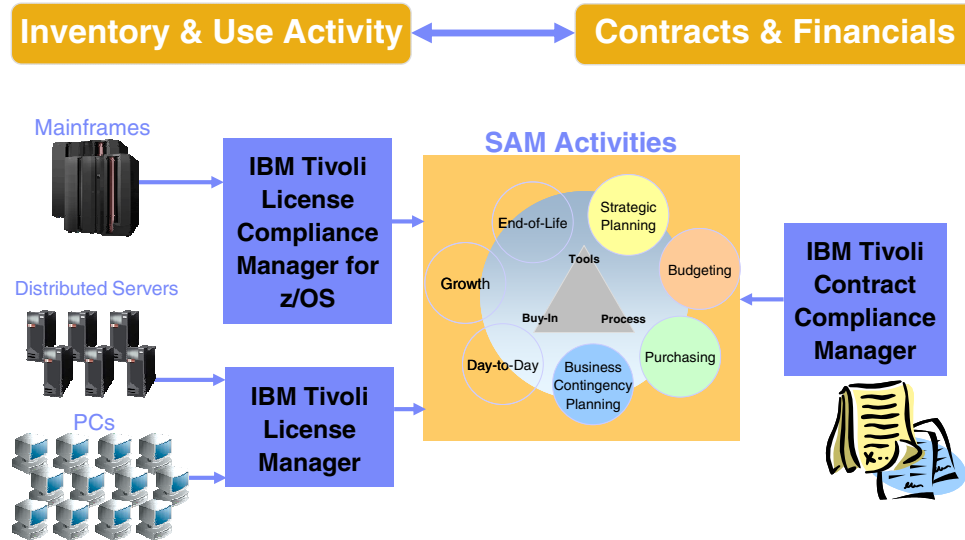 Inventory & Use Activity
Contracts & Financials
Mainframes
IBM Tivoli
License
Compliance
Manager for
z/OS
Distributed Servers
PCs
IBM Tivoli
License
Manager
SAM Activities
End-of-Life
Strategic
Planning
Growth
Tools
Budgeting
Buy-In
Process
Day-to-Day
Business
Contingency
Planning
Purchasing
IBM Tivoli
Contract
Compliance
Manager